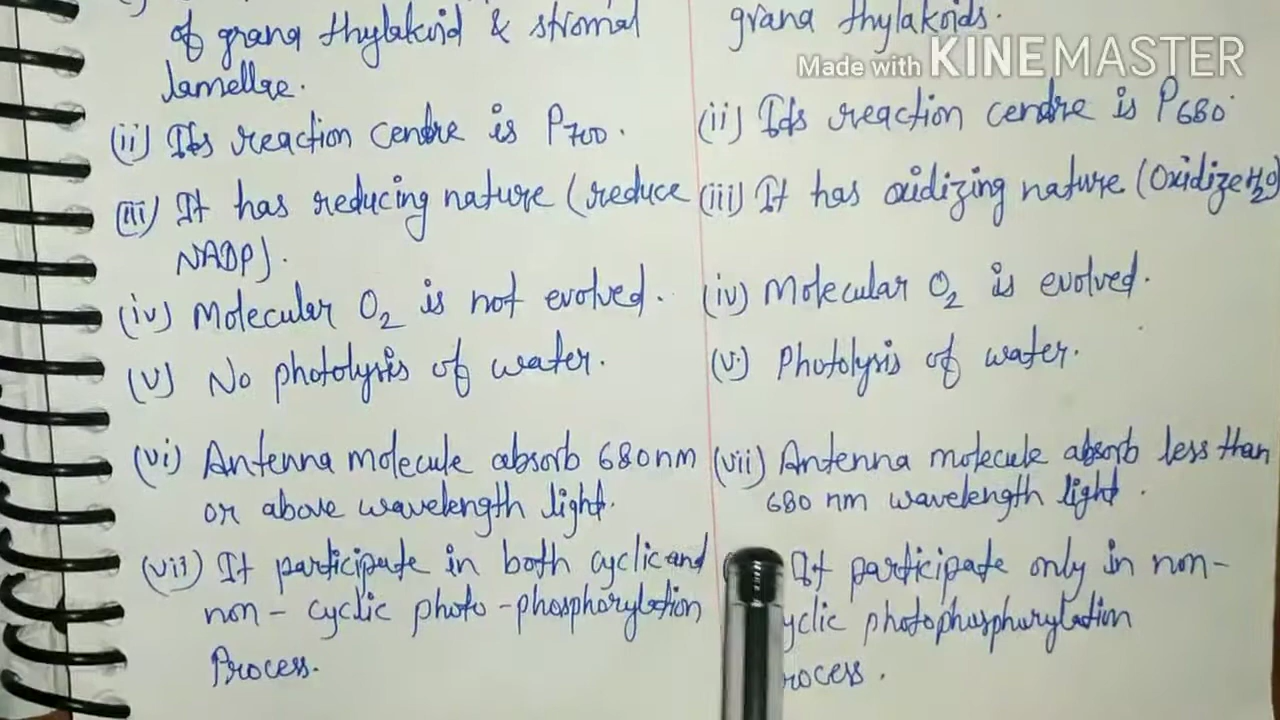 of grana thylakoid & stromal
lamellae.
(ii) Its reaction centre is P700.
(iii) It has reducing nature (reduce
NADP).
(iv) Molecular O2 is not evolved.
(v) No photolysis of water.
(vi) Antenna molecule absorb 680nm
or above wavelength light.
(vii) It participate in both cyclic and
non-cyclic photo-phosphorylation
Process.
grana thylakoids.
Made with KINEMASTER
(ii) Its reaction centre is P680.
(iii) It has oxidizing nature (Oxidize H2O)
(iv) Molecular O2 is evolved.
(v) Photolysis of water.
(vii) Antenna molecule absorb less than
680 nm wavelength light.
It participate only in non-
yclic photophosphorylation
rocess.